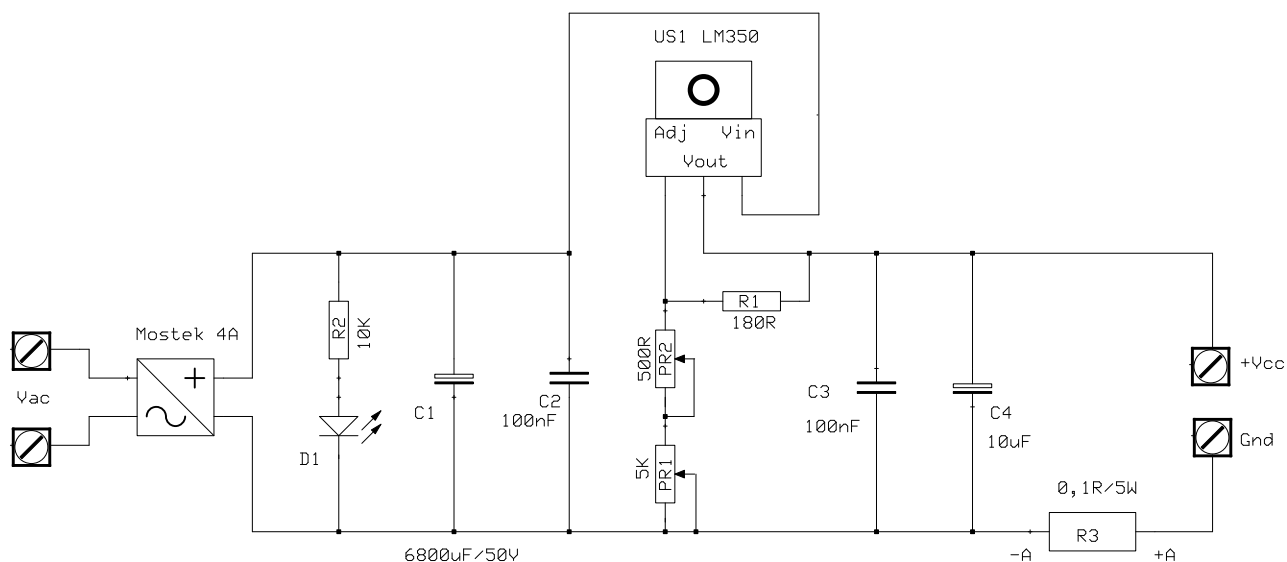 US1 LM350
Adj Vin
Vout
Mostek 4A
Vac
R2
10K
D1
C1
6800uF/50V
C2
100nF
R1
180R
500R
PR2
5K
PR1
C3
100nF
C4
10uF
+Vcc
Gnd
0,1R/5W
R3
-A
+A